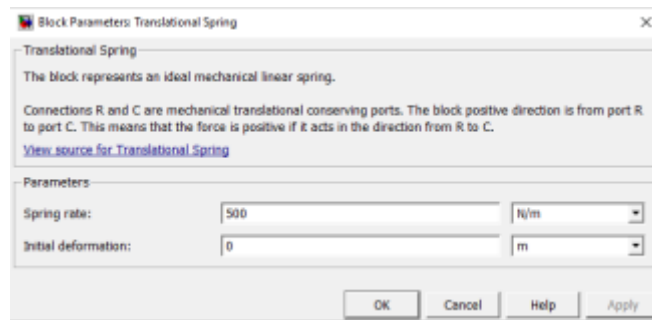 Block Parameters: Translational Spring
Translational Spring
The block represents an ideal mechanical linear spring.
Connections R and C are mechanical translational conserving ports. The block positive direction is from port R
to port C. This means that the force is positive if it acts in the direction from R to C.
View source for Translational Spring
Parameters
Spring rate: 500 N/m
Initial deformation: 0 m
OK Cancel Help Apply